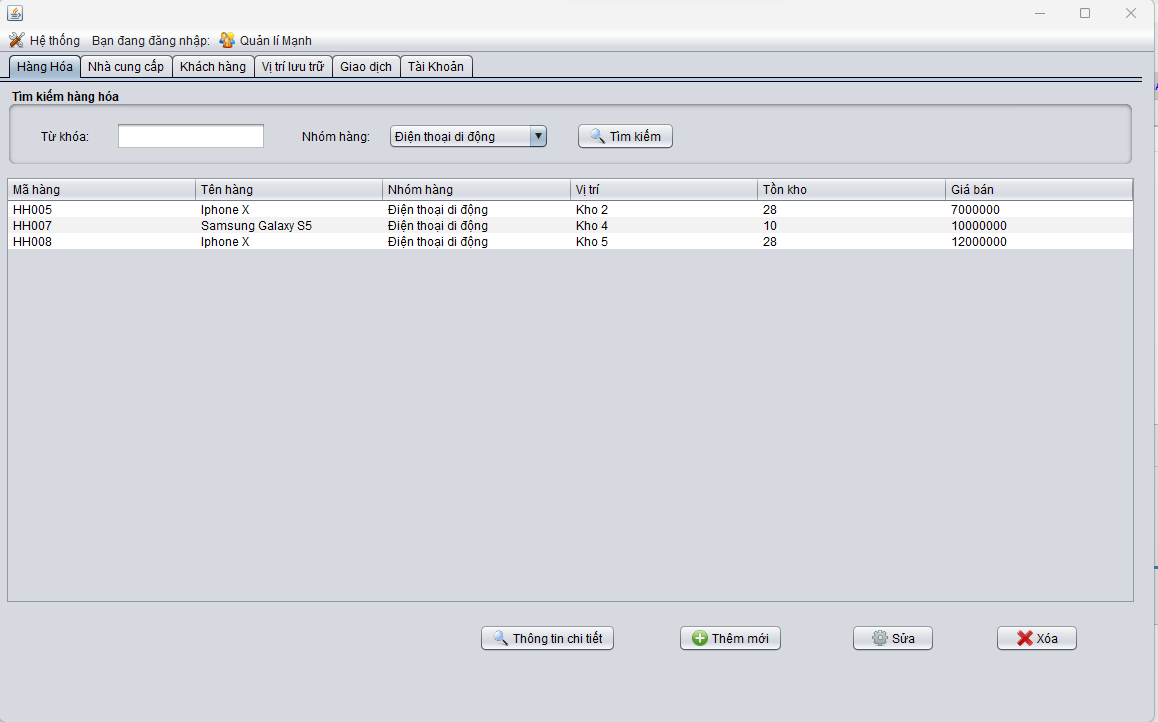 Hệ thống Bạn đang đăng nhập: Quản lí Mạnh
Hàng Hóa Nhà cung cấp Khách hàng Vị trí lưu trữ Giao dịch Tài Khoản
Tìm kiếm hàng hóa
Từ khóa: Nhóm hàng: Điện thoại di động Tìm kiếm
Mã hàng Tên hàng Nhóm hàng Vị trí Tồn kho Giá bán
HH005 Iphone X Điện thoại di động Kho 2 28 7000000
HH007 Samsung Galaxy S5 Điện thoại di động Kho 4 10 10000000
HH008 Iphone X Điện thoại di động Kho 5 28 12000000
Thông tin chi tiết Thêm mới Sửa Xóa